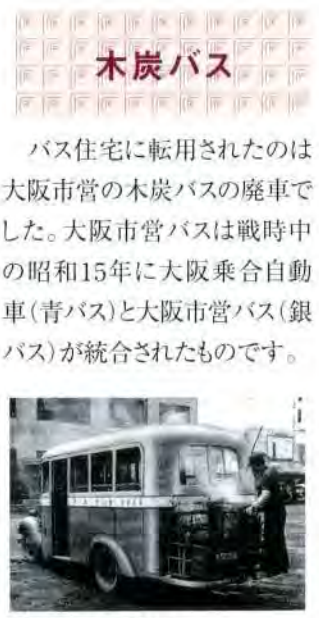 木炭バス
バス住宅に転用されたのは
大阪市営の木炭バスの廃車で
した。大阪市営バスは戦時中
の昭和15年に大阪乗合自動
車(青バス)と大阪市営バス(銀
バス)が統合されたものです。